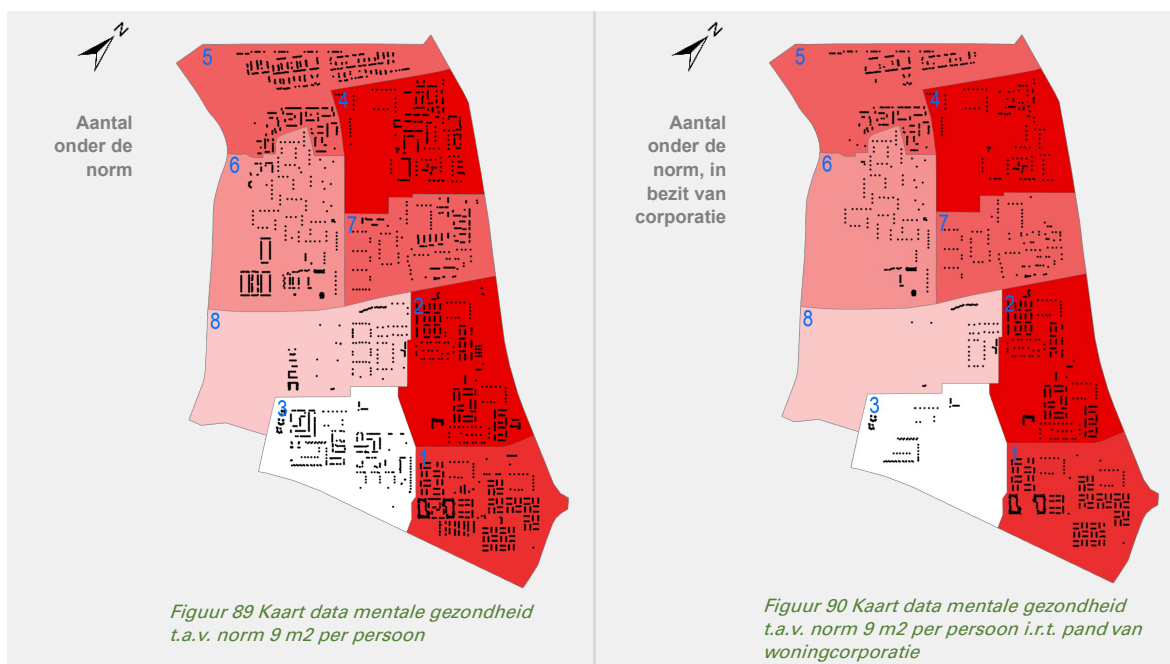 N
5
Aantal
onder de
norm
4
6
7
2
8
3
1
Figuur 89 Kaart data mentale gezondheid
t.a.v. norm 9 m2 per persoon
N
5
Aantal
onder de
norm, in
bezit van
corporatie
4
6
7
2
8
3
1
Figuur 90 Kaart data mentale gezondheid
t.a.v. norm 9 m2 per persoon i.r.t. pand van
woningcorporatie